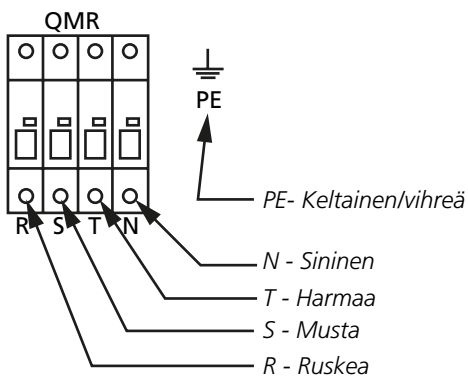 QMR
PE
PE- Keltainen/vihreä
R S T N
N - Sininen
T - Harmaa
S - Musta
R - Ruskea